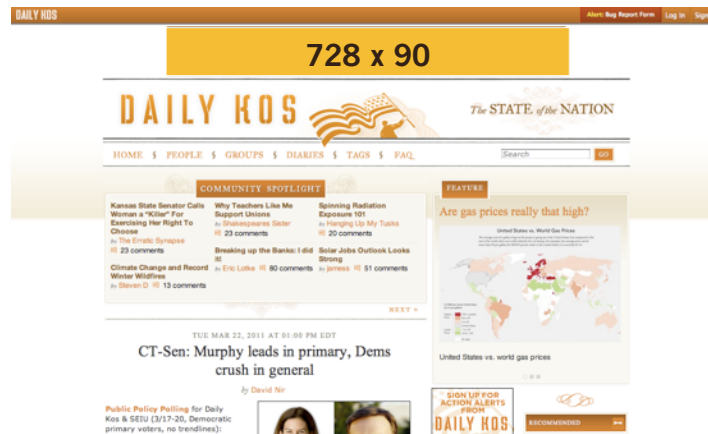 DAILY KOS
Alert: Bug Report Form Log in Sign
728 x 90
DAILY KOS
The STATE of the NATION
HOME § PEOPLE § GROUPS § DIARIES § TAGS § FAQ
Search GO
COMMUNITY SPOTLIGHT
Kansas State Senator Calls
Woman a "Killer" For
Exercising Her Right To
Choose
by The Erratic Synapse
23 comments
Climate Change and Record
Winter Wildfires
by Steven D 13 comments
Why Teachers Like Me
Support Unions
by Shakespeares Sister
23 comments
Breaking up the Banks: I did
it!
by Eric Lotke 80 comments
Spinning Radiation
Exposure 101
by Hanging Up My Tusks
20 comments
Solar Jobs Outlook Looks
Strong
by jamess 51 comments
NEXT »
FEATURE
Are gas prices really that high?
United States vs. World Gas Prices
United States vs. world gas prices
TUE MAR 22, 2011 AT 01:00 PM EDT
CT-Sen: Murphy leads in primary, Dems
crush in general
by David Nir
Public Policy Polling for Daily
Kos & SEIU (3/17-20, Democratic
primary voters, no trendlines):
SIGN UP FOR
ACTION ALERTS
FROM
DAILY KOS
RECOMMENDED